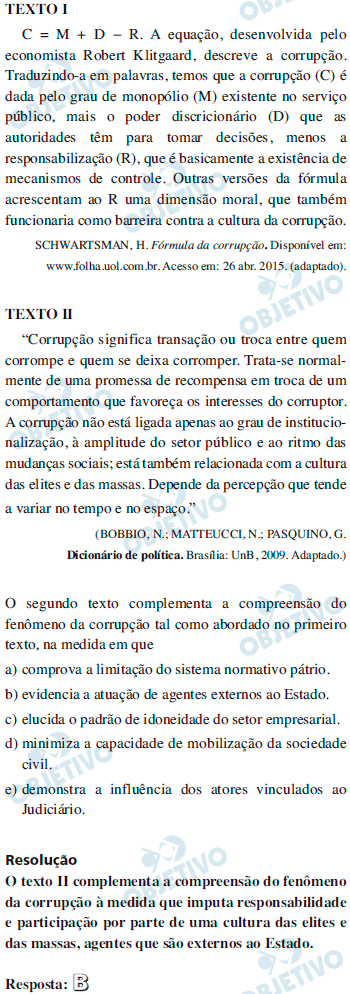 TEXTO I
C = M + D – R. A equação, desenvolvida pelo
economista Robert Klitgaard, descreve a corrupção.
Traduzindo-a em palavras, temos que a corrupção (C) é
dada pelo grau de monopólio (M) existente no serviço
público, mais o poder discricionário (D) que as
autoridades têm para tomar decisões, menos a
responsabilização (R), que é basicamente a existência de
mecanismos de controle. Outras versões da fórmula
acrescentam ao R uma dimensão moral, que também
funcionaria como barreira contra a cultura da corrupção.
SCHWARTSMAN, H. Fórmula da corrupção. Disponível em:
www.folha.uol.com.br. Acesso em: 26 abr. 2015. (adaptado).
TEXTO II
“Corrupção significa transação ou troca entre quem
corrompe e quem se deixa corromper. Trata-se normal-
mente de uma promessa de recompensa em troca de um
comportamento que favoreça os interesses do corruptor.
A corrupção não está ligada apenas ao grau de institucio-
nalização, à amplitude do setor público e ao ritmo das
mudanças sociais; está também relacionada com a cultura
das elites e das massas. Depende da percepção que tende
a variar no tempo e no espaço.”
(BOBBIO, N.; MATTEUCCI, N.; PASQUINO, G.
Dicionário de política. Brasília: UnB, 2009. Adaptado.)
O segundo texto complementa a compreensão do
fenômeno da corrupção tal como abordado no primeiro
texto, na medida em que
a) comprova a limitação do sistema normativo pátrio.
b) evidencia a atuação de agentes externos ao Estado.
c) elucida o padrão de idoneidade do setor empresarial.
d) minimiza a capacidade de mobilização da sociedade
civil.
e) demonstra a influência dos atores vinculados ao
Judiciário.
Resolução
O texto II complementa a compreensão do fenômeno
da corrupção à medida que imputa responsabilidade
e participação por parte de uma cultura das elites e
das massas, agentes que são externos ao Estado.
Resposta: B
OBJETIVO
OBJETIVO
OBJETIVO
OBJETIVO
OBJETIVO
OBJETIVO
OBJETIVO
OBJETIVO
OBJETIVO